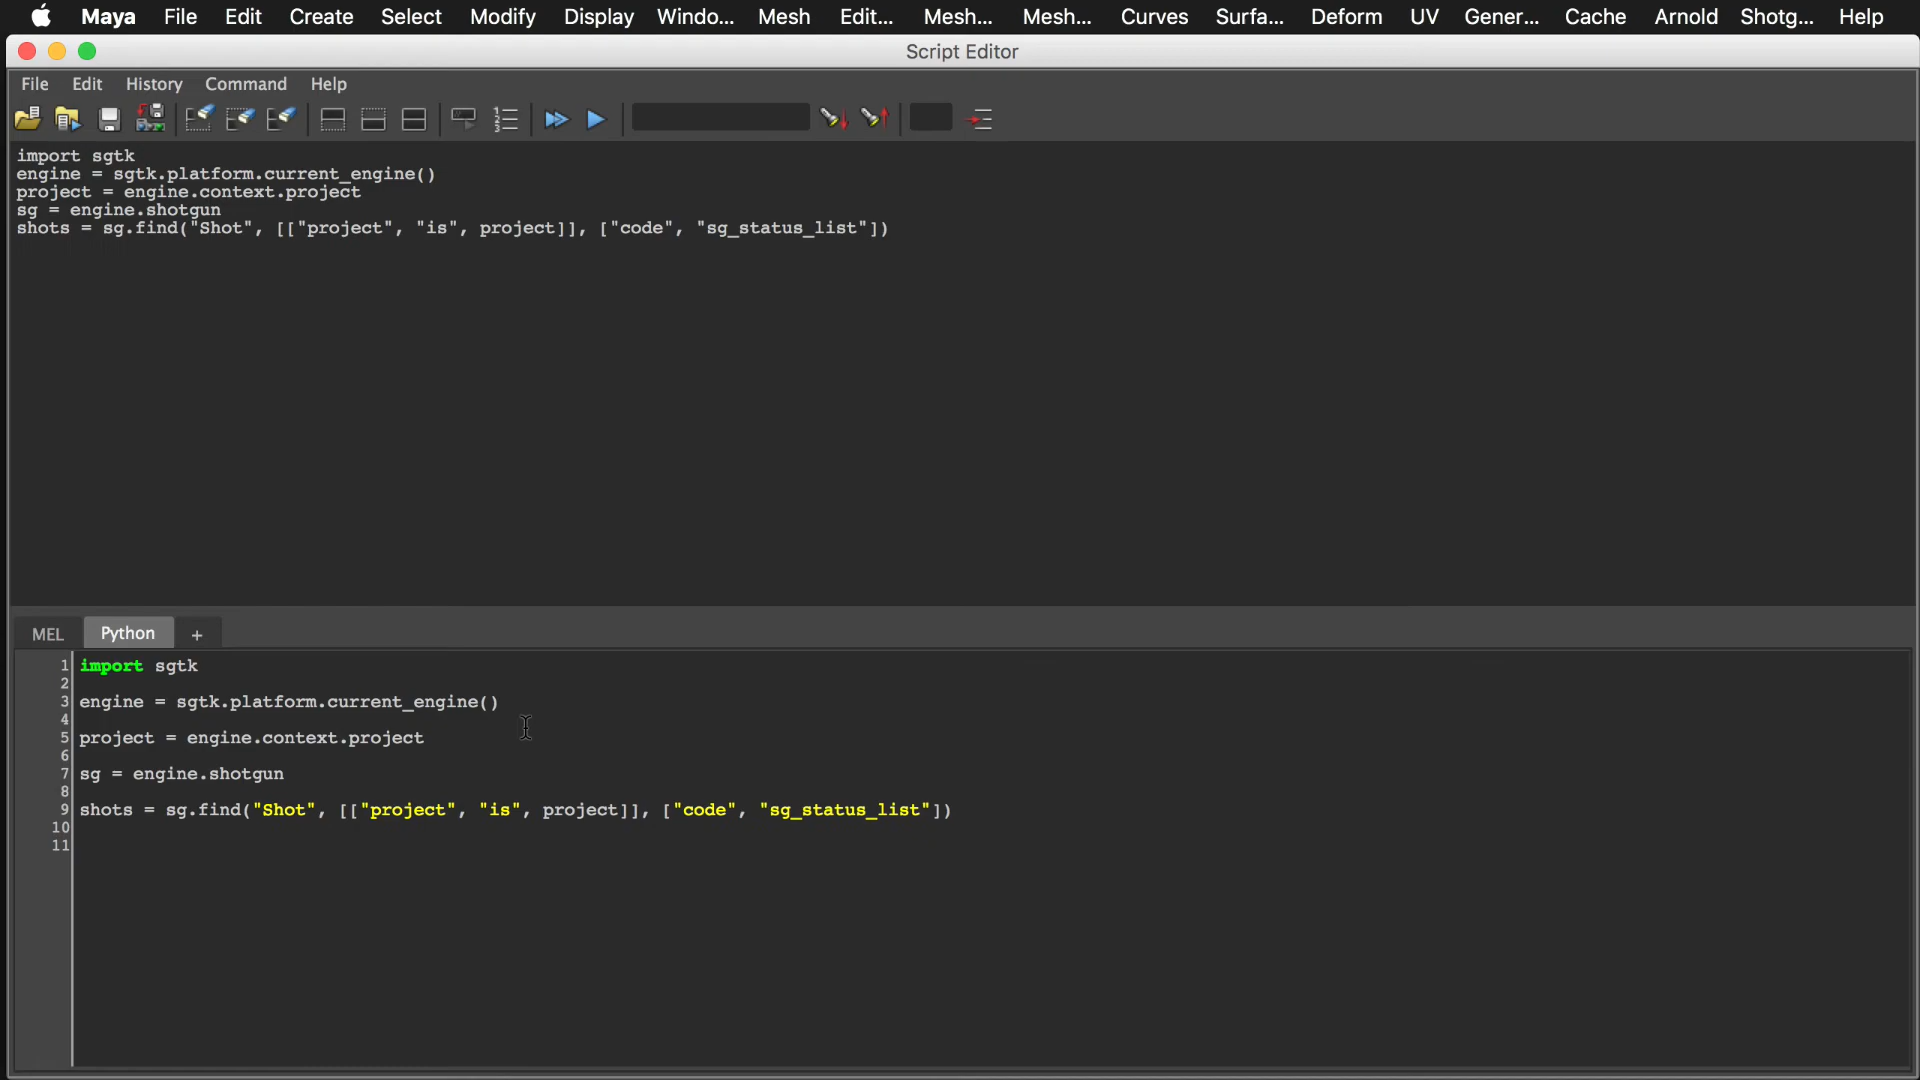 Maya File Edit Create Select Modify Display Windo... Mesh Edit... Mesh... Mesh... Curves Surfa... Deform UV Gener... Cache Arnold Shotg... Help
Script Editor
File Edit History Command Help
import sgtk
engine = sgtk.platform.current_engine()
project = engine.context.project
sg = engine.shotgun
shots = sg.find("Shot", [["project", "is", project]], ["code", "sg_status_list"])
MEL Python +
1 import sgtk
2
3 engine = sgtk.platform.current_engine()
4
5 project = engine.context.project
6
7 sg = engine.shotgun
8
9 shots = sg.find("Shot", [["project", "is", project]], ["code", "sg_status_list"])
10
11